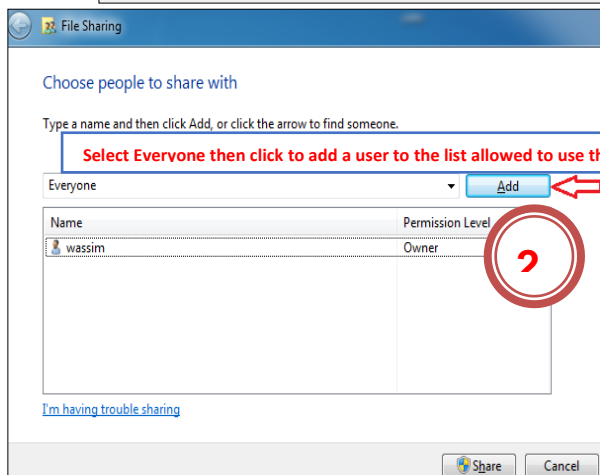 File Sharing
Choose people to share with
Type a name and then click Add, or click the arrow to find someone.
Select Everyone then click to add a user to the list allowed to use
Everyone Add
Name Permission Level
wassim Owner
2
I'm having trouble sharing
Share Cancel